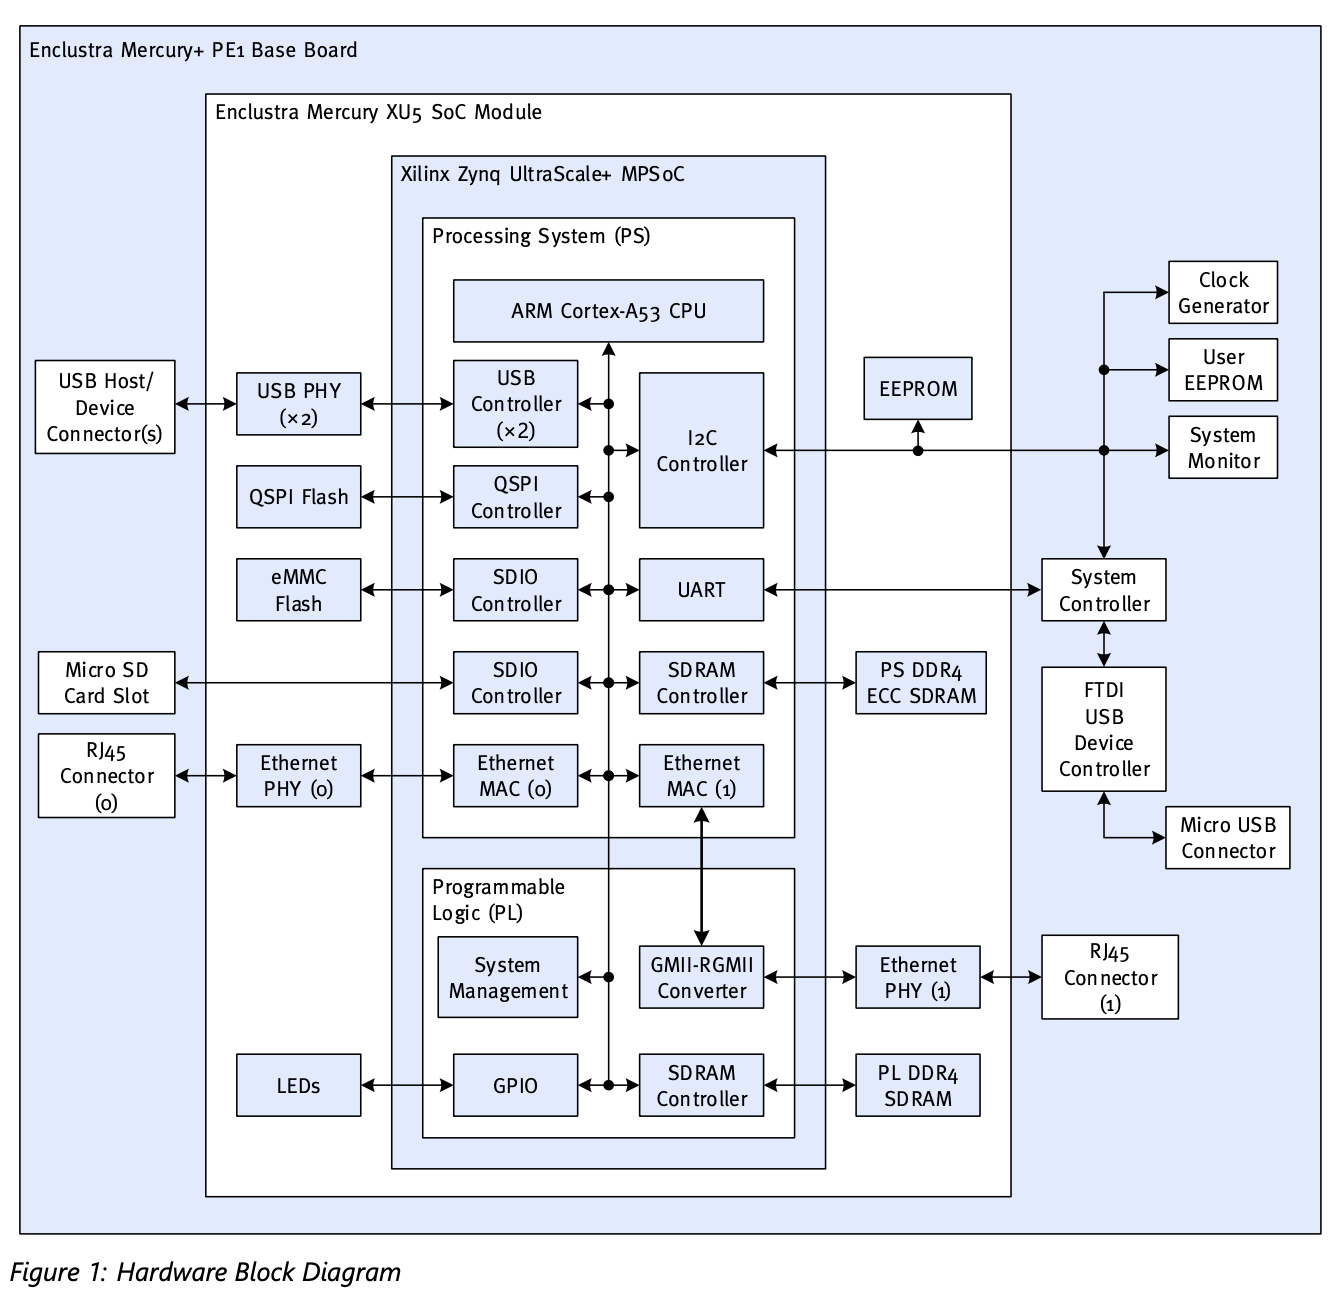 Enclustra Mercury+ PE1 Base Board
Enclustra Mercury XU5 SoC Module
Xilinx Zynq UltraScale+ MPSoC
Processing System (PS)
ARM Cortex-A53 CPU
Clock
Generator
User
EEPROM
System
Monitor
USB Host/
Device
Connector(s)
USB PHY
(×2)
USB
Controller
(×2)
I2C
Controller
EEPROM
QSPI Flash
QSPI
Controller
eMMC
Flash
SDIO
Controller
UART
System
Controller
Micro SD
Card Slot
SDIO
Controller
SDRAM
Controller
PS DDR4
ECC SDRAM
FTDI
USB
Device
Controller
RJ45
Connector
(0)
Ethernet
PHY (0)
Ethernet
MAC (0)
Ethernet
MAC (1)
Micro USB
Connector
Programmable
Logic (PL)
System
Management
GMII-RGMII
Converter
Ethernet
PHY (1)
RJ45
Connector
(1)
LEDs
GPIO
SDRAM
Controller
PL DDR4
SDRAM
Figure 1: Hardware Block Diagram